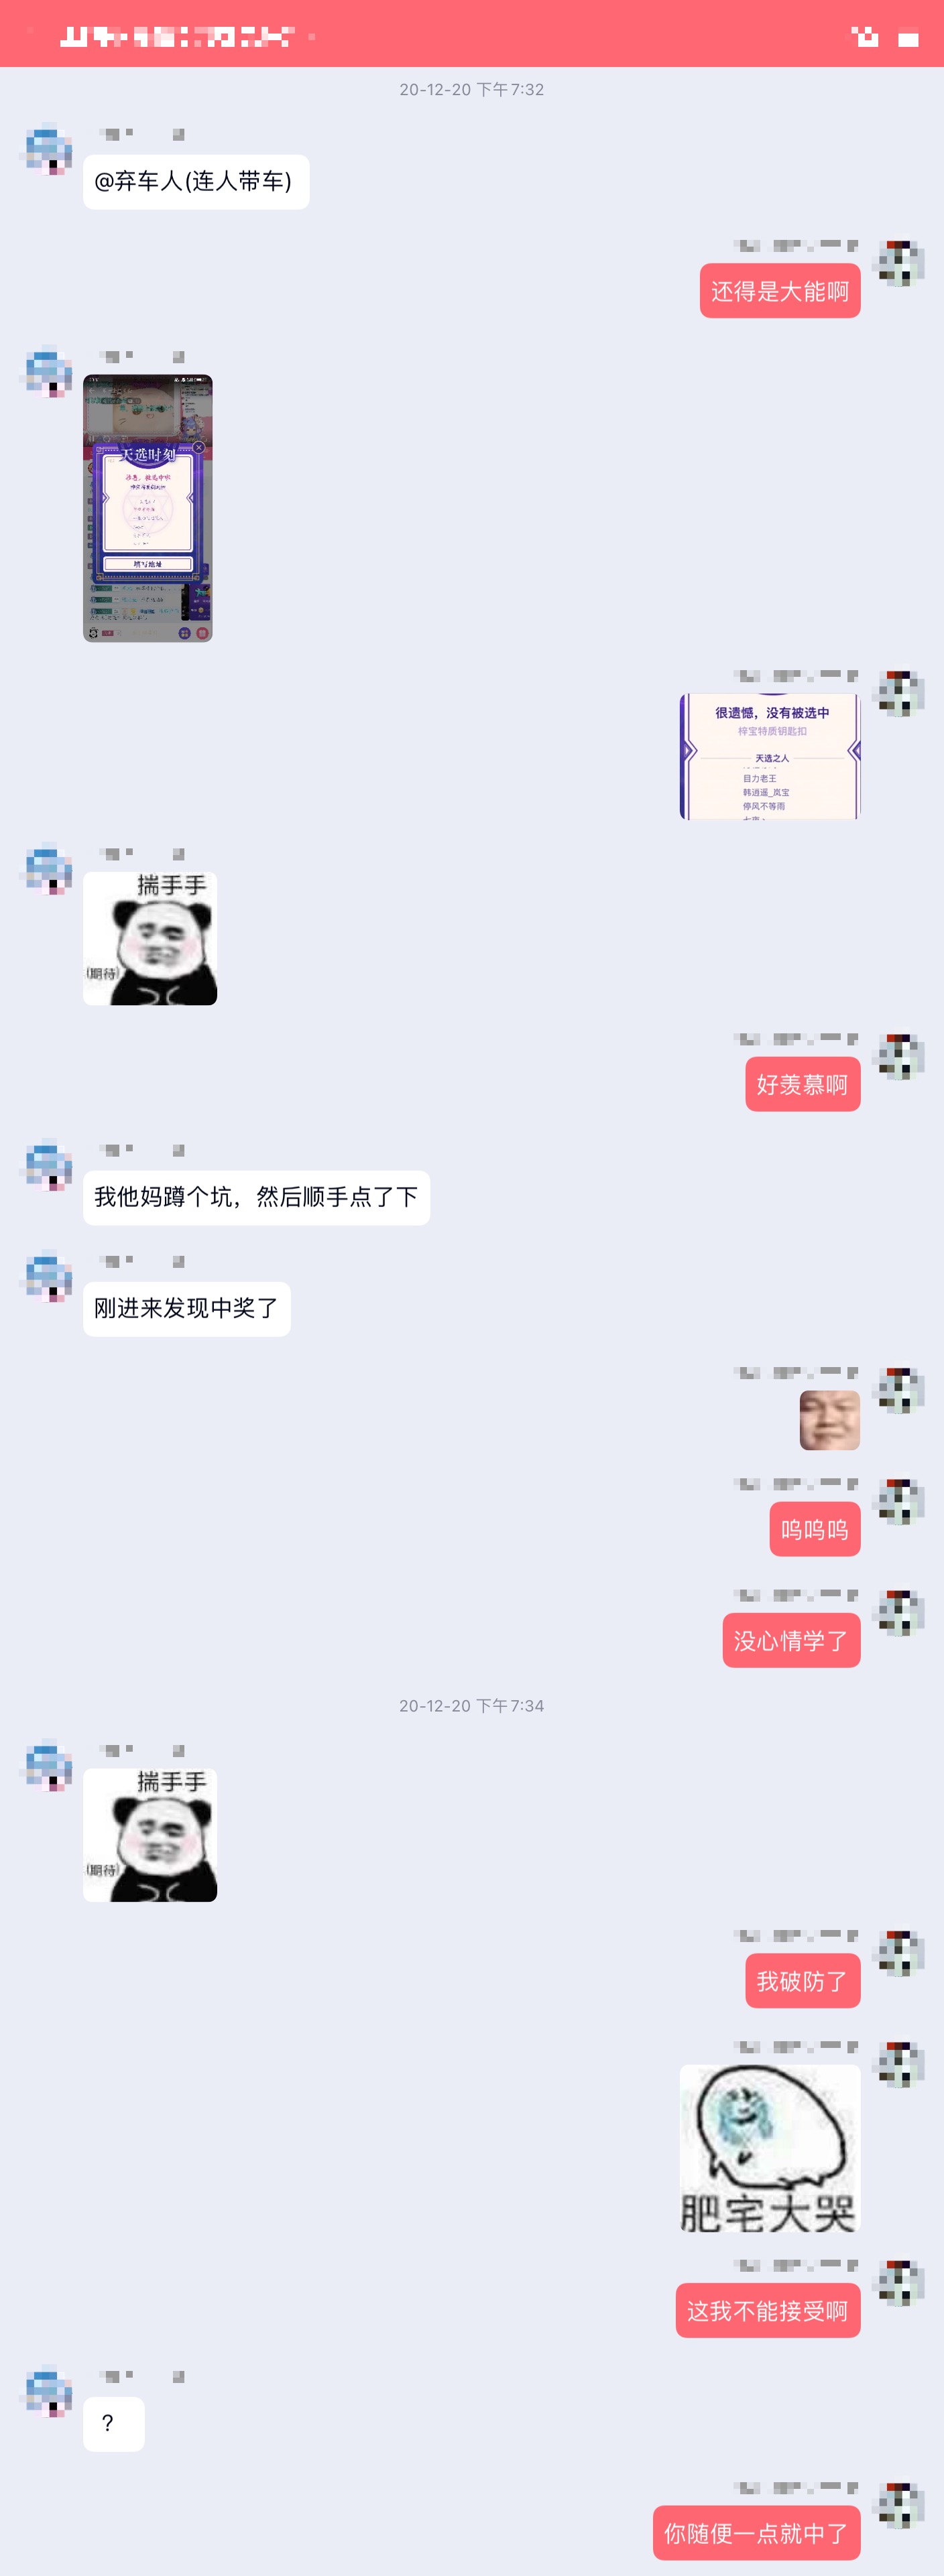 20-12-20 下午7:32
@弃车人(连人带车)
还得是大能啊
天选时刻
填写地址
很遗憾，没有被选中
梓宝特质钥匙扣
天选之人
目力老王
韩逍遥_岚宝
停风不等雨
揣手手
(期待)
好羡慕啊
我他妈蹲个坑，然后顺手点了下
刚进来发现中奖了
呜呜呜
没心情学了
20-12-20 下午7:34
揣手手
(期待)
我破防了
肥宅大哭
这我不能接受啊
?
你随便一点就中了